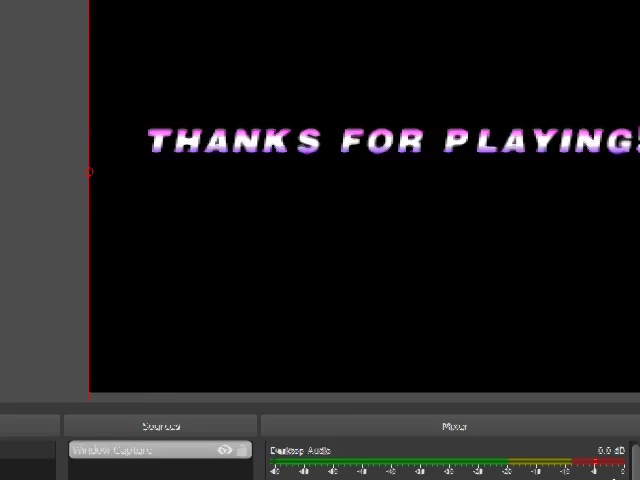 THANKS FOR PLAYING!
Sources
Mixer
Window Capture
Desktop Audio
0.0 dB